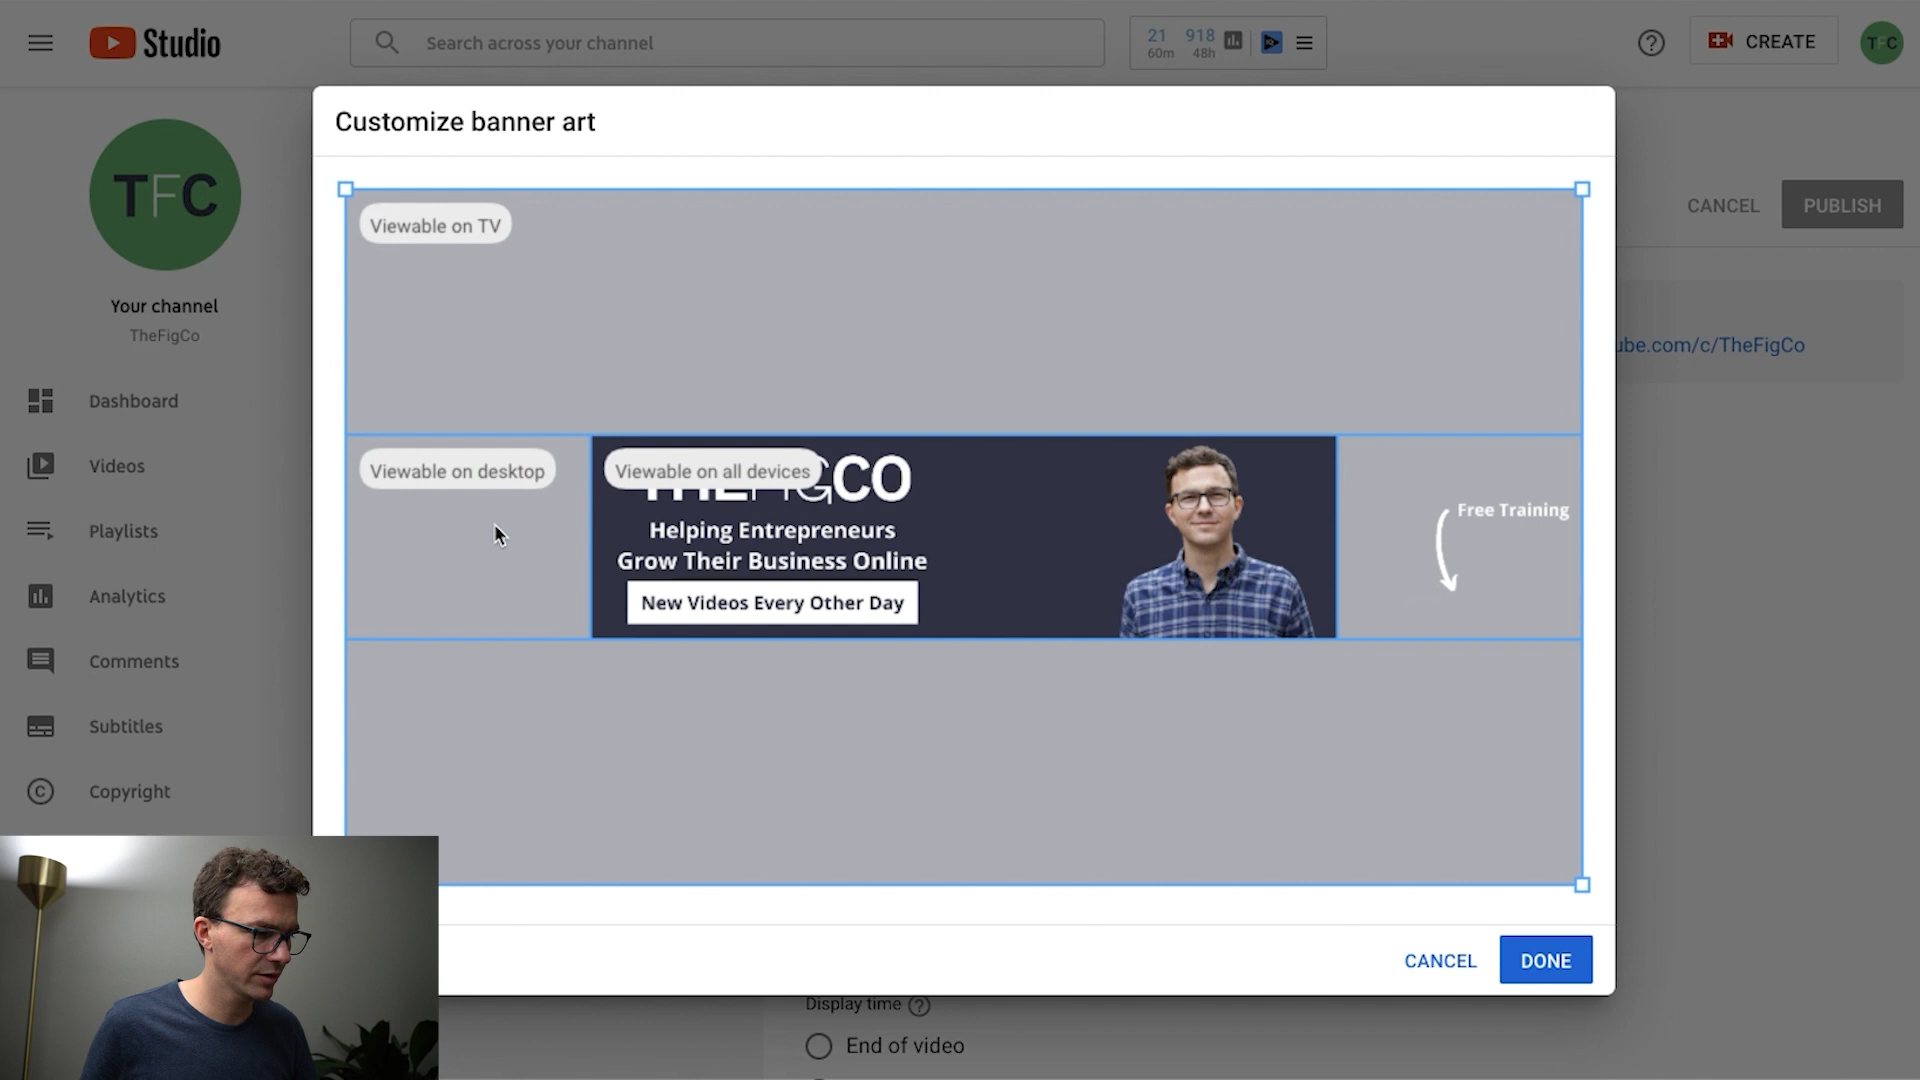 Studio
Search across your channel
21 918
60m 48h
CREATE
TFC
Customize banner art
TFC
Your channel
TheFigCo
CANCEL
PUBLISH
Viewable on TV
ube.com/c/TheFigCo
Dashboard
Videos
Playlists
Analytics
Comments
Subtitles
Copyright
Viewable on desktop
Viewable on all devices
THEFIGCO
Helping Entrepreneurs
Grow Their Business Online
New Videos Every Other Day
Free Training
CANCEL
DONE
Display time
End of video